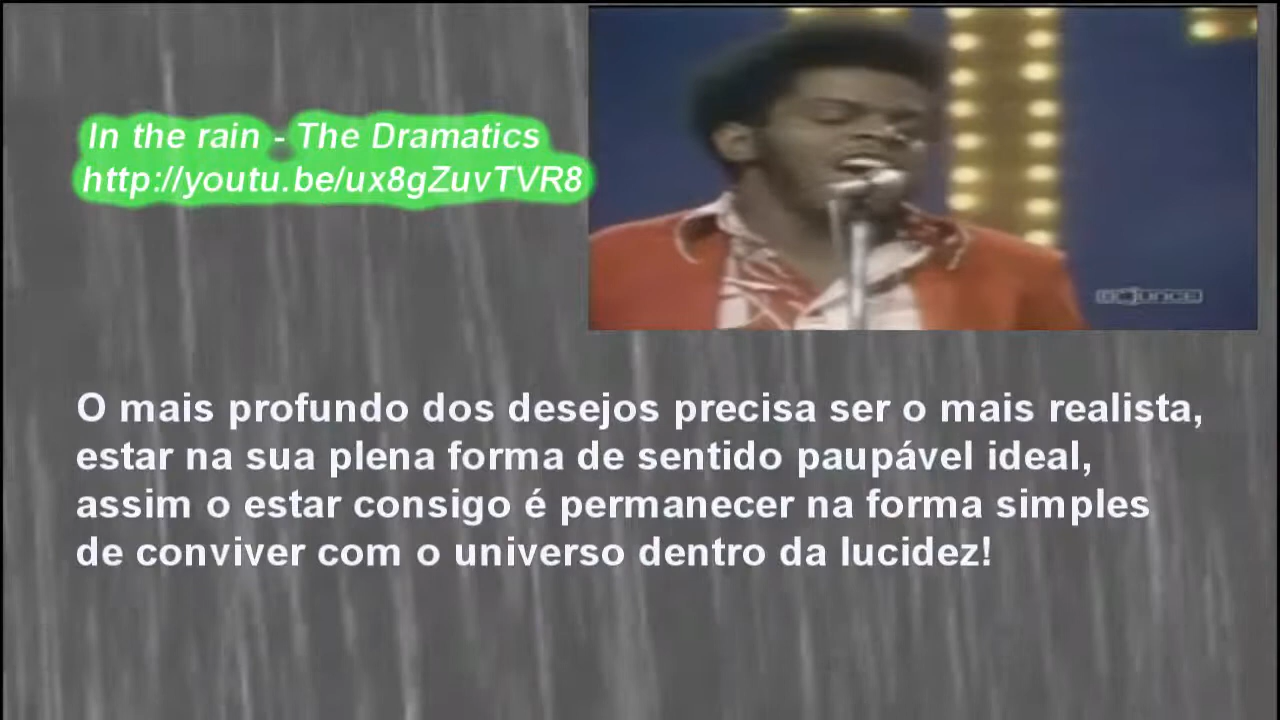 In the rain - The Dramatics
http://youtu.be/ux8gZuvTVR8
BOUNCE
O mais profundo dos desejos precisa ser o mais realista,
estar na sua plena forma de sentido paupável ideal,
assim o estar consigo é permanecer na forma simples
de conviver com o universo dentro da lucidez!